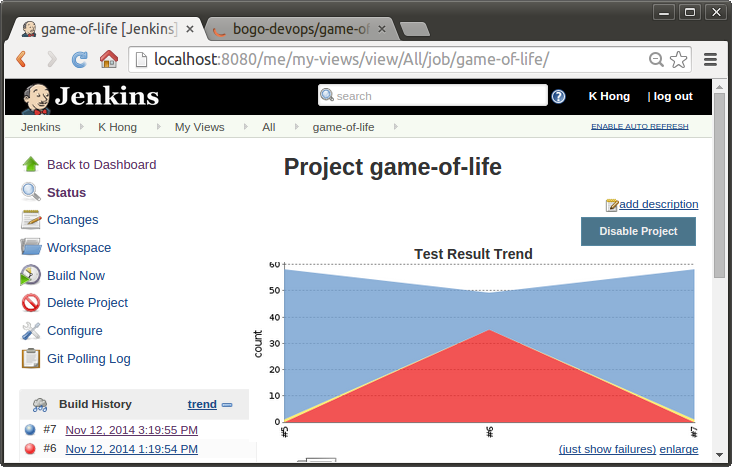 game-of-life [Jenkins]
bogo-devops/game-of
localhost:8080/me/my-views/view/All/job/game-of-life/
Jenkins
search
K Hong
| log out
Jenkins
K Hong
My Views
All
game-of-life
ENABLE AUTO REFRESH
Back to Dashboard
Status
Changes
Workspace
Build Now
Delete Project
Configure
Git Polling Log
Build History
trend
#7 Nov 12, 2014 3:19:55 PM
#6 Nov 12, 2014 1:19:54 PM
Project game-of-life
add description
Disable Project
Test Result Trend
60
50
40
30
20
10
0
count
#5
#6
#7
(just show failures) enlarge